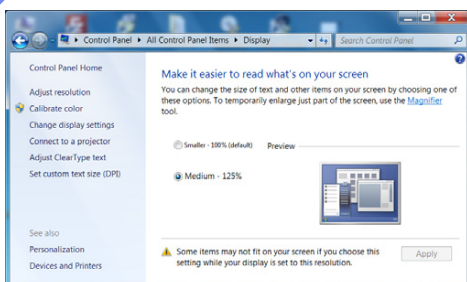 Control Panel ▸ All Control Panel Items ▸ Display
Search Control Panel
Control Panel Home
Adjust resolution
Calibrate color
Change display settings
Connect to a projector
Adjust ClearType text
Set custom text size (DPI)
See also
Personalization
Devices and Printers
Make it easier to read what's on your screen
You can change the size of text and other items on your screen by choosing one of
these options. To temporarily enlarge just part of the screen, use the Magnifier
tool.
Smaller - 100% (default)
Preview
Medium - 125%
Some items may not fit on your screen if you choose this
setting while your display is set to this resolution.
Apply